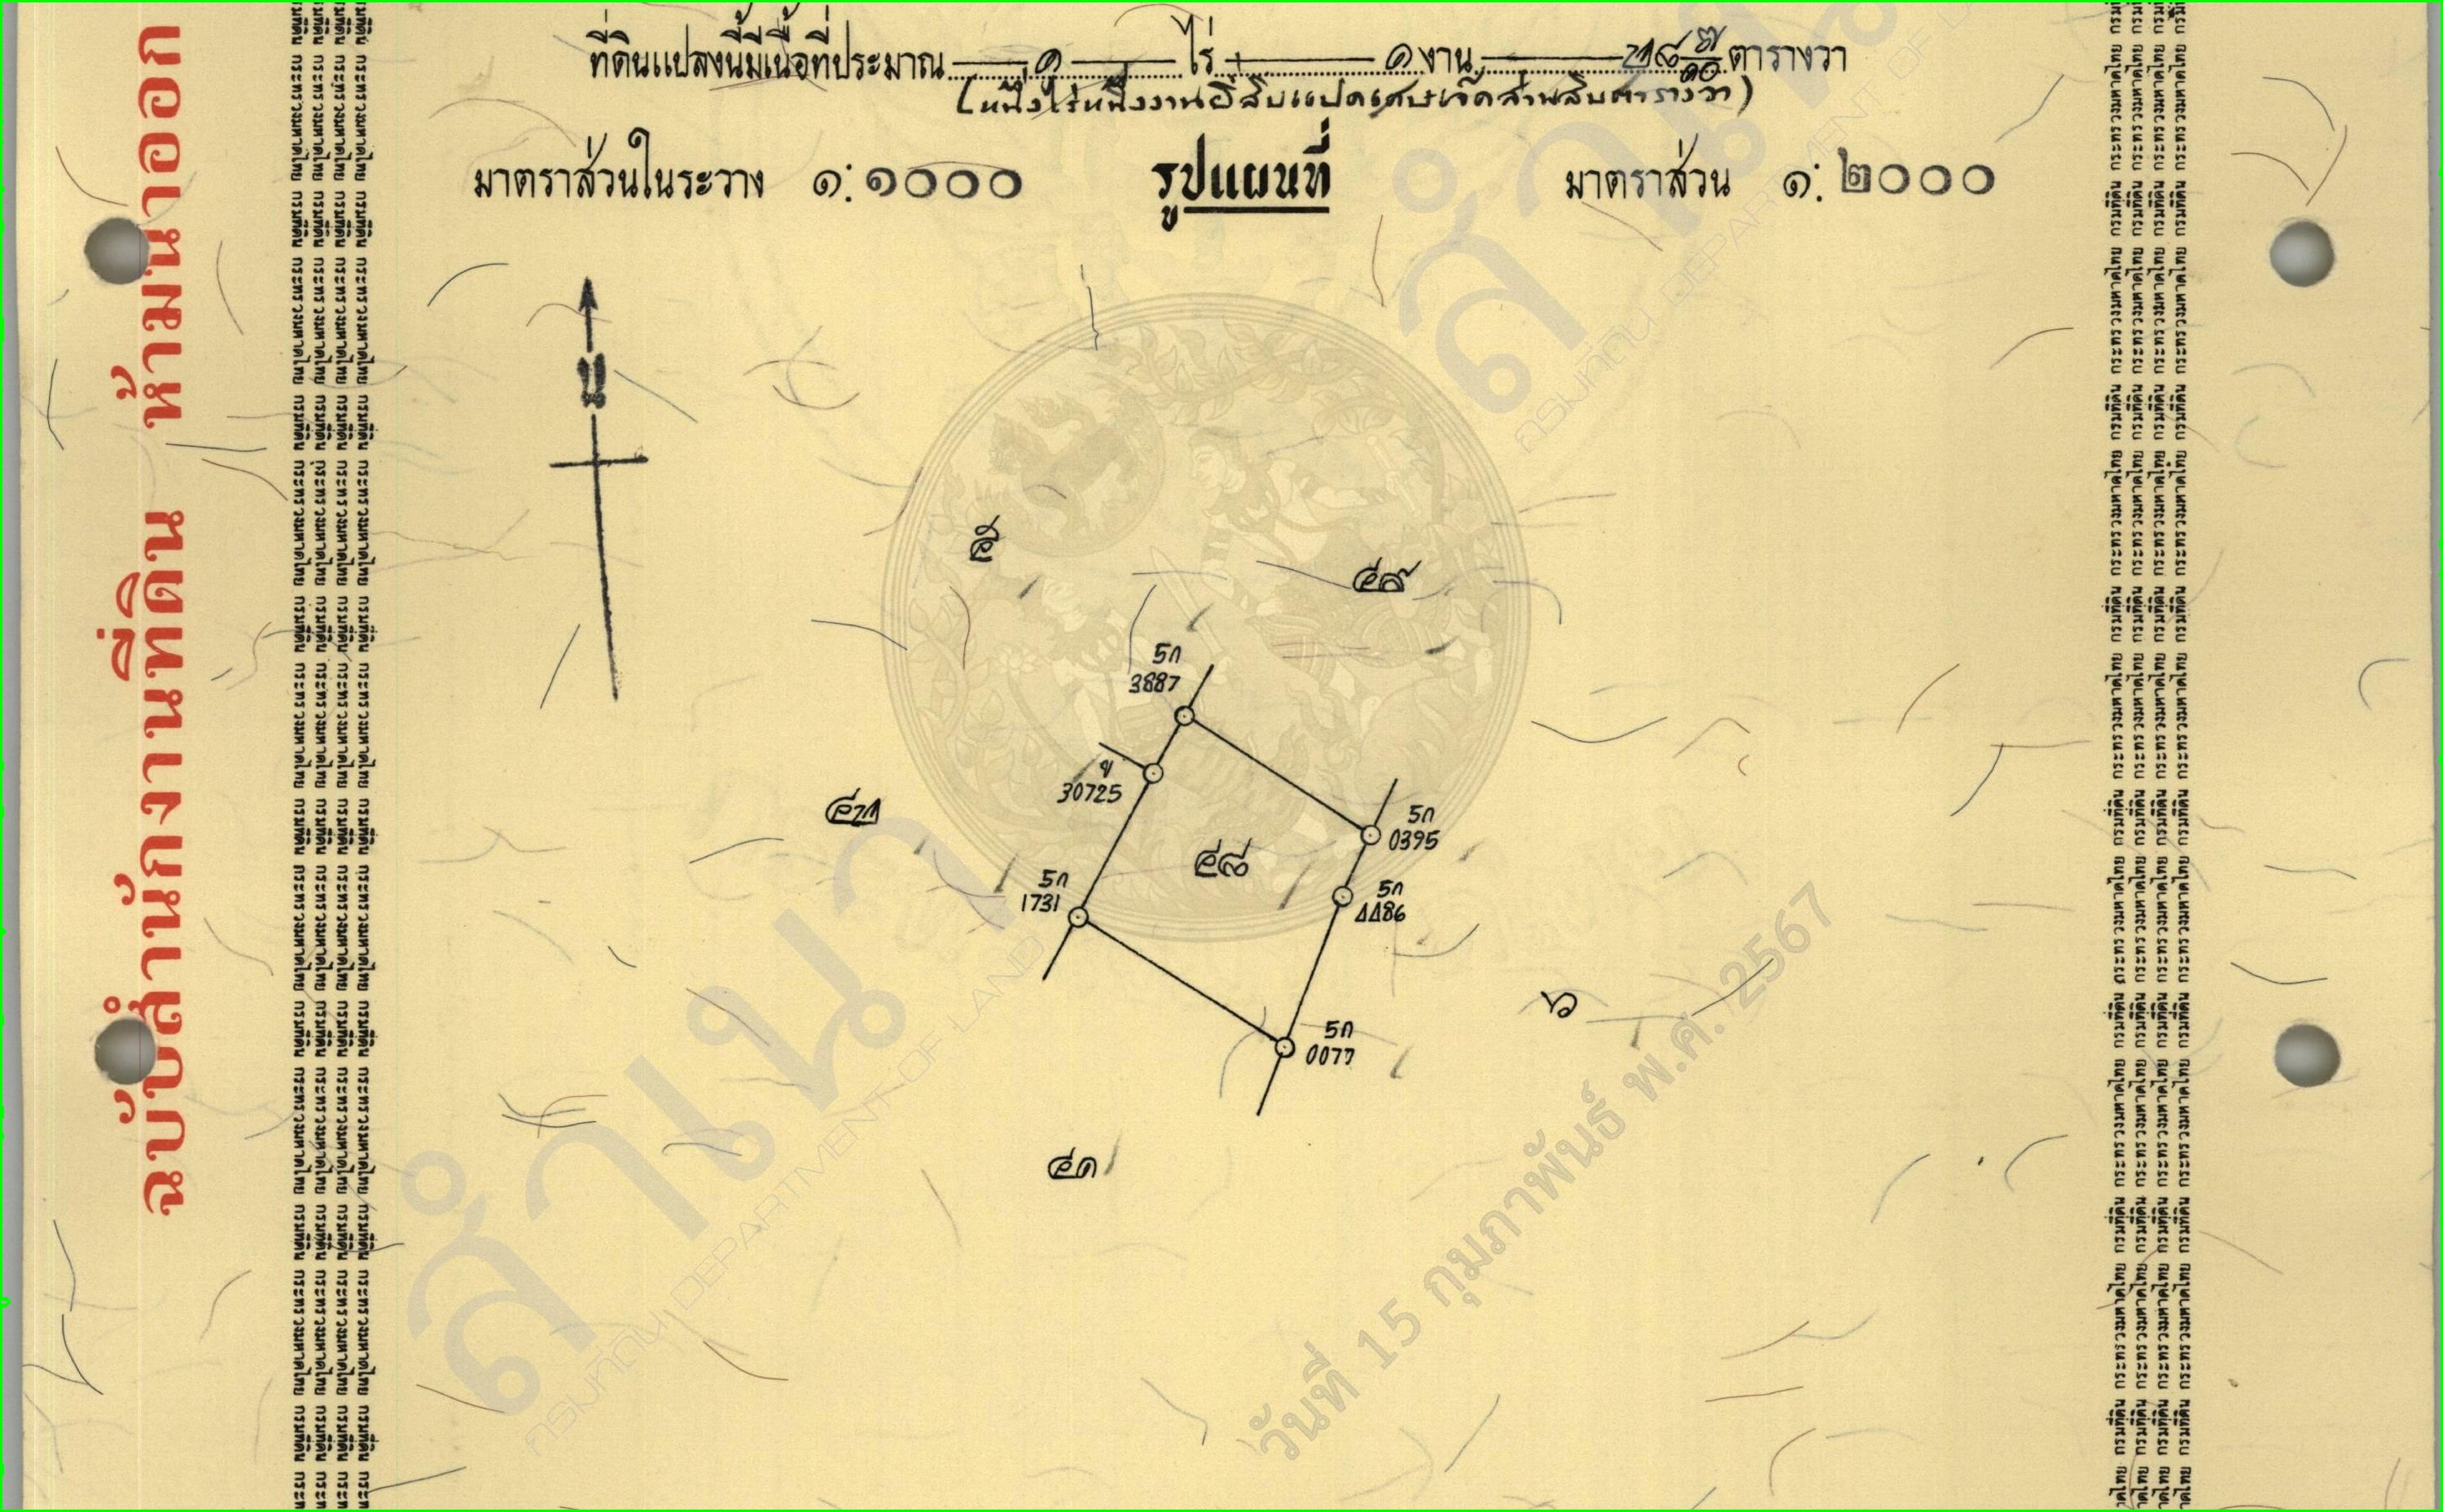 ที่ดินแปลงนี้มีเนื้อที่ประมาณ ๑ ไร่ ๑ งาน ๒๘ ๗/๑๐ ตารางวา
(หนึ่งไร่หนึ่งงานยี่สิบแปดเศษเจ็ดส่วนสิบตารางวา)
มาตราส่วนในระวาง ๑:๑๐๐๐
รูปแผนที่
มาตราส่วน ๑:๒๐๐๐
น
๕
๔๙
5ก
3887
ข
30725
๔๒
5ก
0395
๔๘
5ก
1731
5ก
4486
๖
5ก
0077
๔๑
ฉบับสำนักงานที่ดิน ห้ามนำออก
กรมที่ดิน กระทรวงมหาดไทย
สำเนา
กรมที่ดิน DEPARTMENT OF LAND
วันที่ 15 กุมภาพันธ์ พ.ศ. 2567